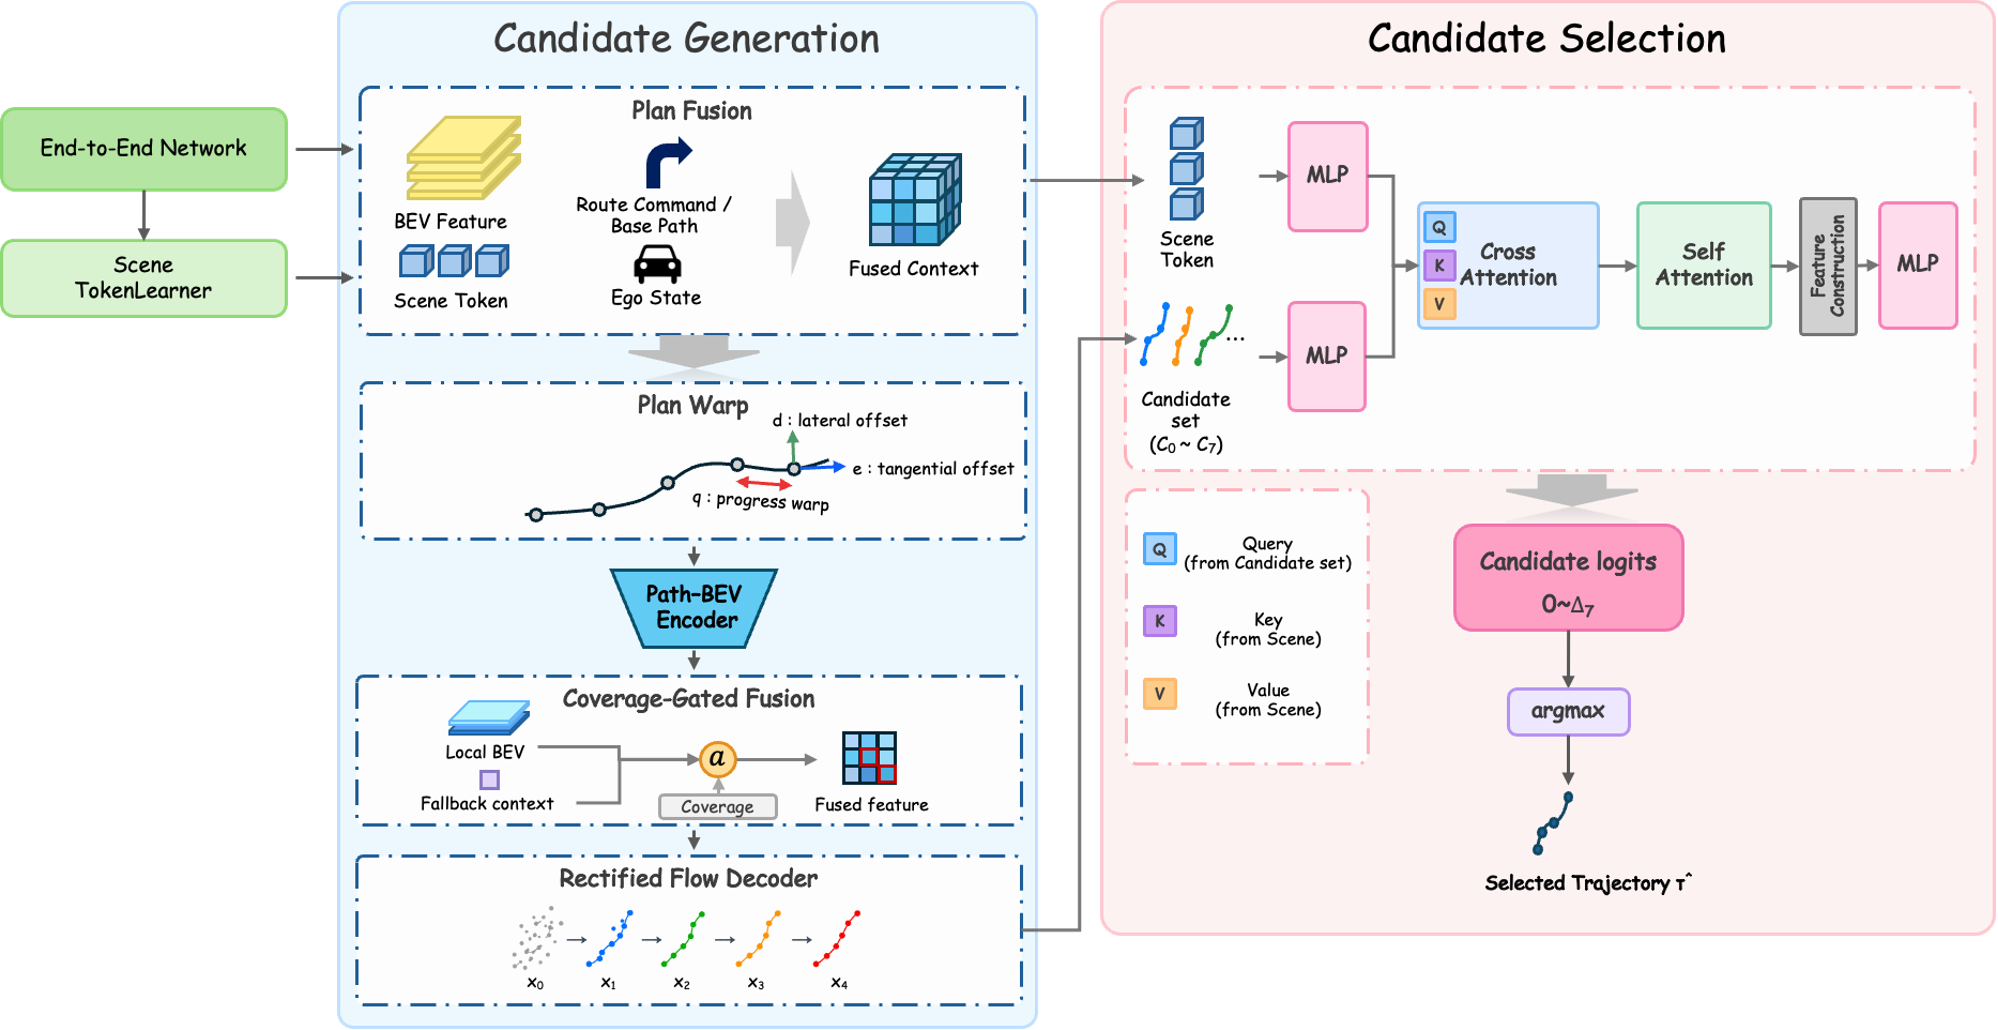 Candidate Generation
End-to-End Network
Scene
TokenLearner
Plan Fusion
BEV Feature
Scene Token
Route Command /
Base Path
Ego State
Fused Context
Plan Warp
d : lateral offset
e : tangential offset
q : progress warp
Path-BEV
Encoder
Coverage-Gated Fusion
Local BEV
Fallback context
a
Coverage
Fused feature
Rectified Flow Decoder
x₀
x₁
x₂
x₃
x₄
Candidate Selection
Scene
Token
MLP
Candidate
set
(C₀ ~ C₇)
...
MLP
Q
K
V
Cross
Attention
Self
Attention
Feature
Construction
MLP
Q
Query
(from Candidate set)
K
Key
(from Scene)
V
Value
(from Scene)
Candidate logits
0~Δ₇
argmax
Selected Trajectory τ^